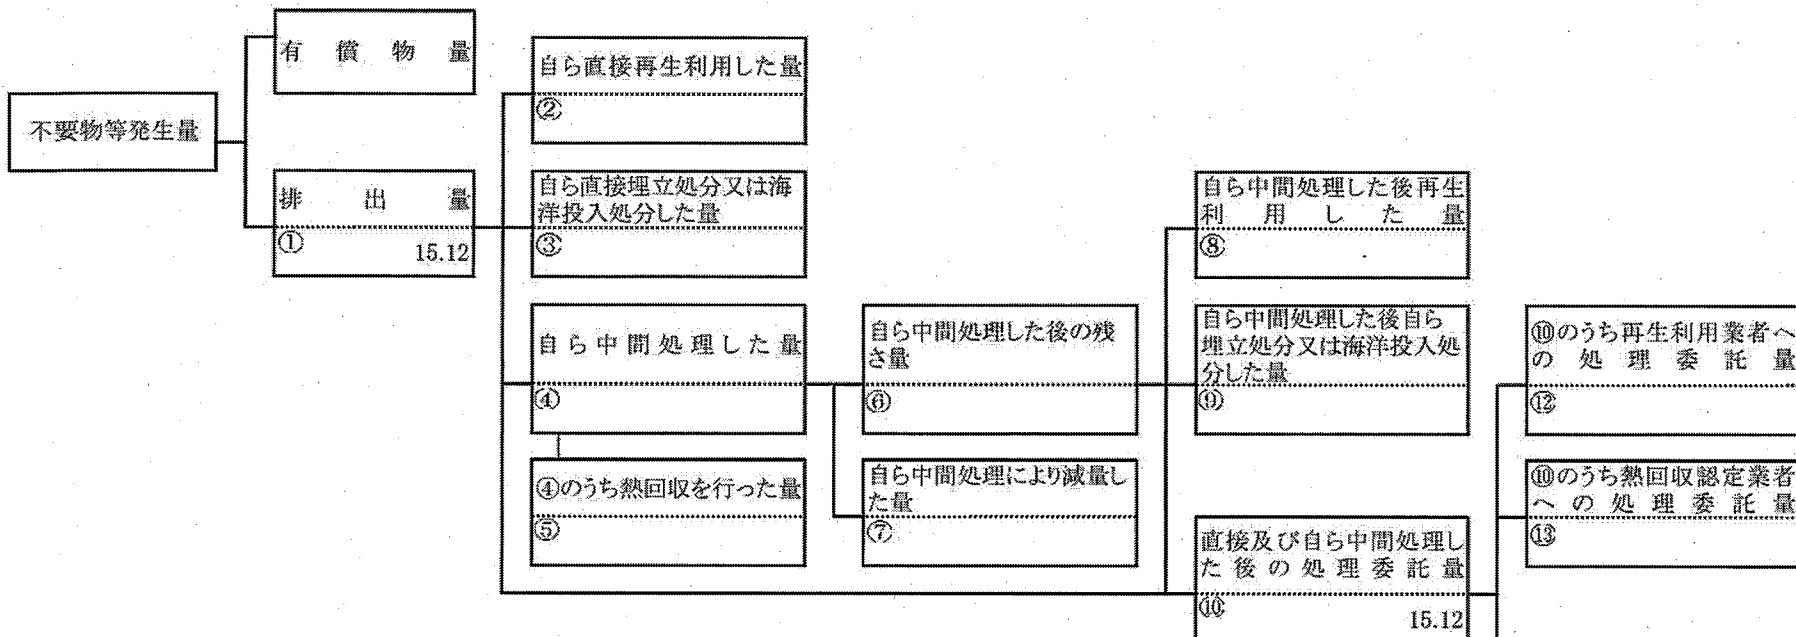 不要物等発生量
有償物量
排出量
①
15.12
自ら直接再生利用した量
②
自ら直接埋立処分又は海
洋投入処分した量
③
自ら中間処理した量
④
④のうち熱回収を行った量
⑤
自ら中間処理した後の残
さ量
⑥
自ら中間処理により減量し
た量
⑦
自ら中間処理した後再生
利用した量
⑧
自ら中間処理した後自ら
埋立処分又は海洋投入処
分した量
⑨
直接及び自ら中間処理し
た後の処理委託量
⑩
15.12
⑩のうち再生利用業者へ
の処理委託量
⑫
⑩のうち熱回収認定業者
への処理委託量
⑬